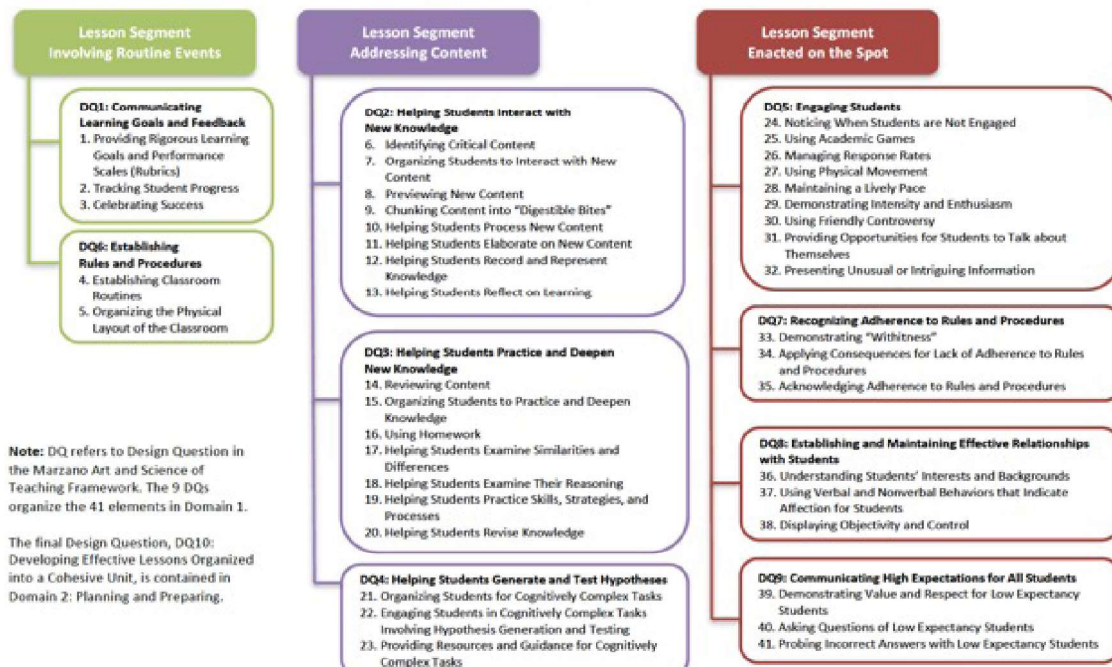 Lesson Segment
Involving Routine Events
DQ1: Communicating
Learning Goals and Feedback
1. Providing Rigorous Learning
Goals and Performance
Scales (Rubrics)
2. Tracking Student Progress
3. Celebrating Success
DQ6: Establishing
Rules and Procedures
4. Establishing Classroom
Routines
5. Organizing the Physical
Layout of the Classroom
Note: DQ refers to Design Question in
the Marzano Art and Science of
Teaching Framework. The 9 DQs
organize the 41 elements in Domain 1.
The final Design Question, DQ10:
Developing Effective Lessons Organized
into a Cohesive Unit, is contained in
Domain 2: Planning and Preparing.
Lesson Segment
Addressing Content
DQ2: Helping Students Interact with
New Knowledge
6. Identifying Critical Content
7. Organizing Students to Interact with New
Content
8. Previewing New Content
9. Chunking Content into "Digestible Bites"
10. Helping Students Process New Content
11. Helping Students Elaborate on New Content
12. Helping Students Record and Represent
Knowledge
13. Helping Students Reflect on Learning
DQ3: Helping Students Practice and Deepen
New Knowledge
14. Reviewing Content
15. Organizing Students to Practice and Deepen
Knowledge
16. Using Homework
17. Helping Students Examine Similarities and
Differences
18. Helping Students Examine Their Reasoning
19. Helping Students Practice Skills, Strategies, and
Processes
20. Helping Students Revise Knowledge
DQ4: Helping Students Generate and Test Hypotheses
21. Organizing Students for Cognitively Complex Tasks
22. Engaging Students in Cognitively Complex Tasks
Involving Hypothesis Generation and Testing
23. Providing Resources and Guidance for Cognitively
Complex Tasks
Lesson Segment
Enacted on the Spot
DQ5: Engaging Students
24. Noticing When Students are Not Engaged
25. Using Academic Games
26. Managing Response Rates
27. Using Physical Movement
28. Maintaining a Lively Pace
29. Demonstrating Intensity and Enthusiasm
30. Using Friendly Controversy
31. Providing Opportunities for Students to Talk about
Themselves
32. Presenting Unusual or Intriguing Information
DQ7: Recognizing Adherence to Rules and Procedures
33. Demonstrating "Withitness"
34. Applying Consequences for Lack of Adherence to Rules
and Procedures
35. Acknowledging Adherence to Rules and Procedures
DQ8: Establishing and Maintaining Effective Relationships
with Students
36. Understanding Students' Interests and Backgrounds
37. Using Verbal and Nonverbal Behaviors that Indicate
Affection for Students
38. Displaying Objectivity and Control
DQ9: Communicating High Expectations for All Students
39. Demonstrating Value and Respect for Low Expectancy
Students
40. Asking Questions of Low Expectancy Students
41. Probing Incorrect Answers with Low Expectancy Students